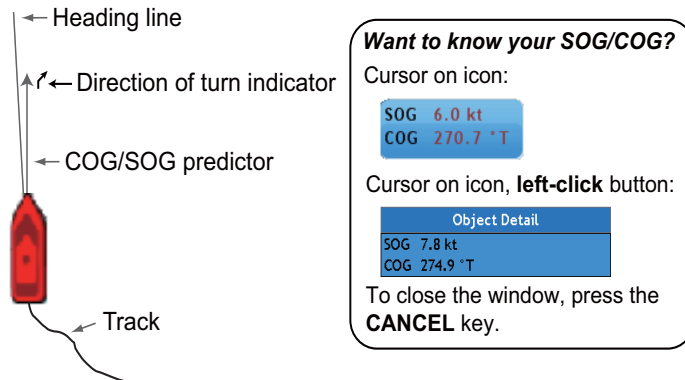 Heading line
Direction of turn indicator
COG/SOG predictor
Track
Want to know your SOG/COG?
Cursor on icon:
SOG 6.0 kt
COG 270.7 °T
Cursor on icon, left-click button:
Object Detail
SOG 7.8 kt
COG 274.9 °T
To close the window, press the
CANCEL key.